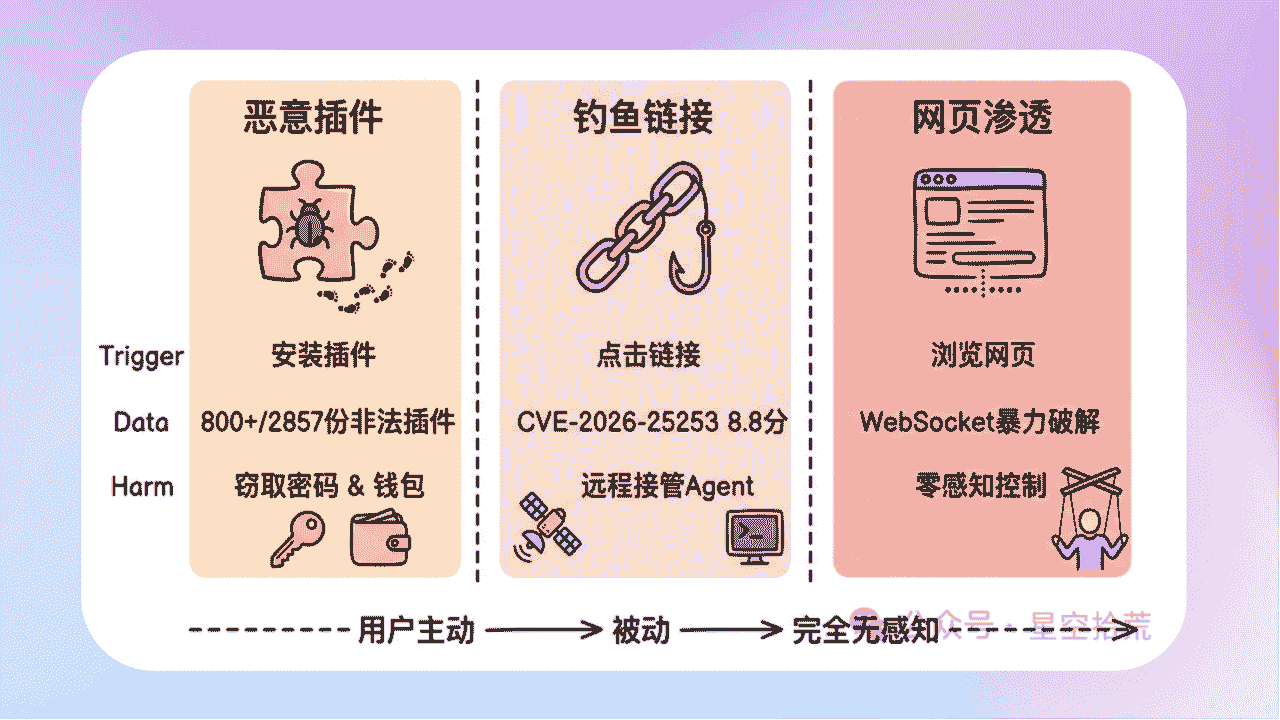 恶意插件 钓鱼链接 网页渗透
Trigger 安装插件 点击链接 浏览网页
Data 800+/2857份非法插件 CVE-2026-25253 8.8分 WebSocket暴力破解
Harm 窃取密码 & 钱包 远程接管Agent 零感知控制
用户主动 被动 完全无感知
公众号·星空拾荒